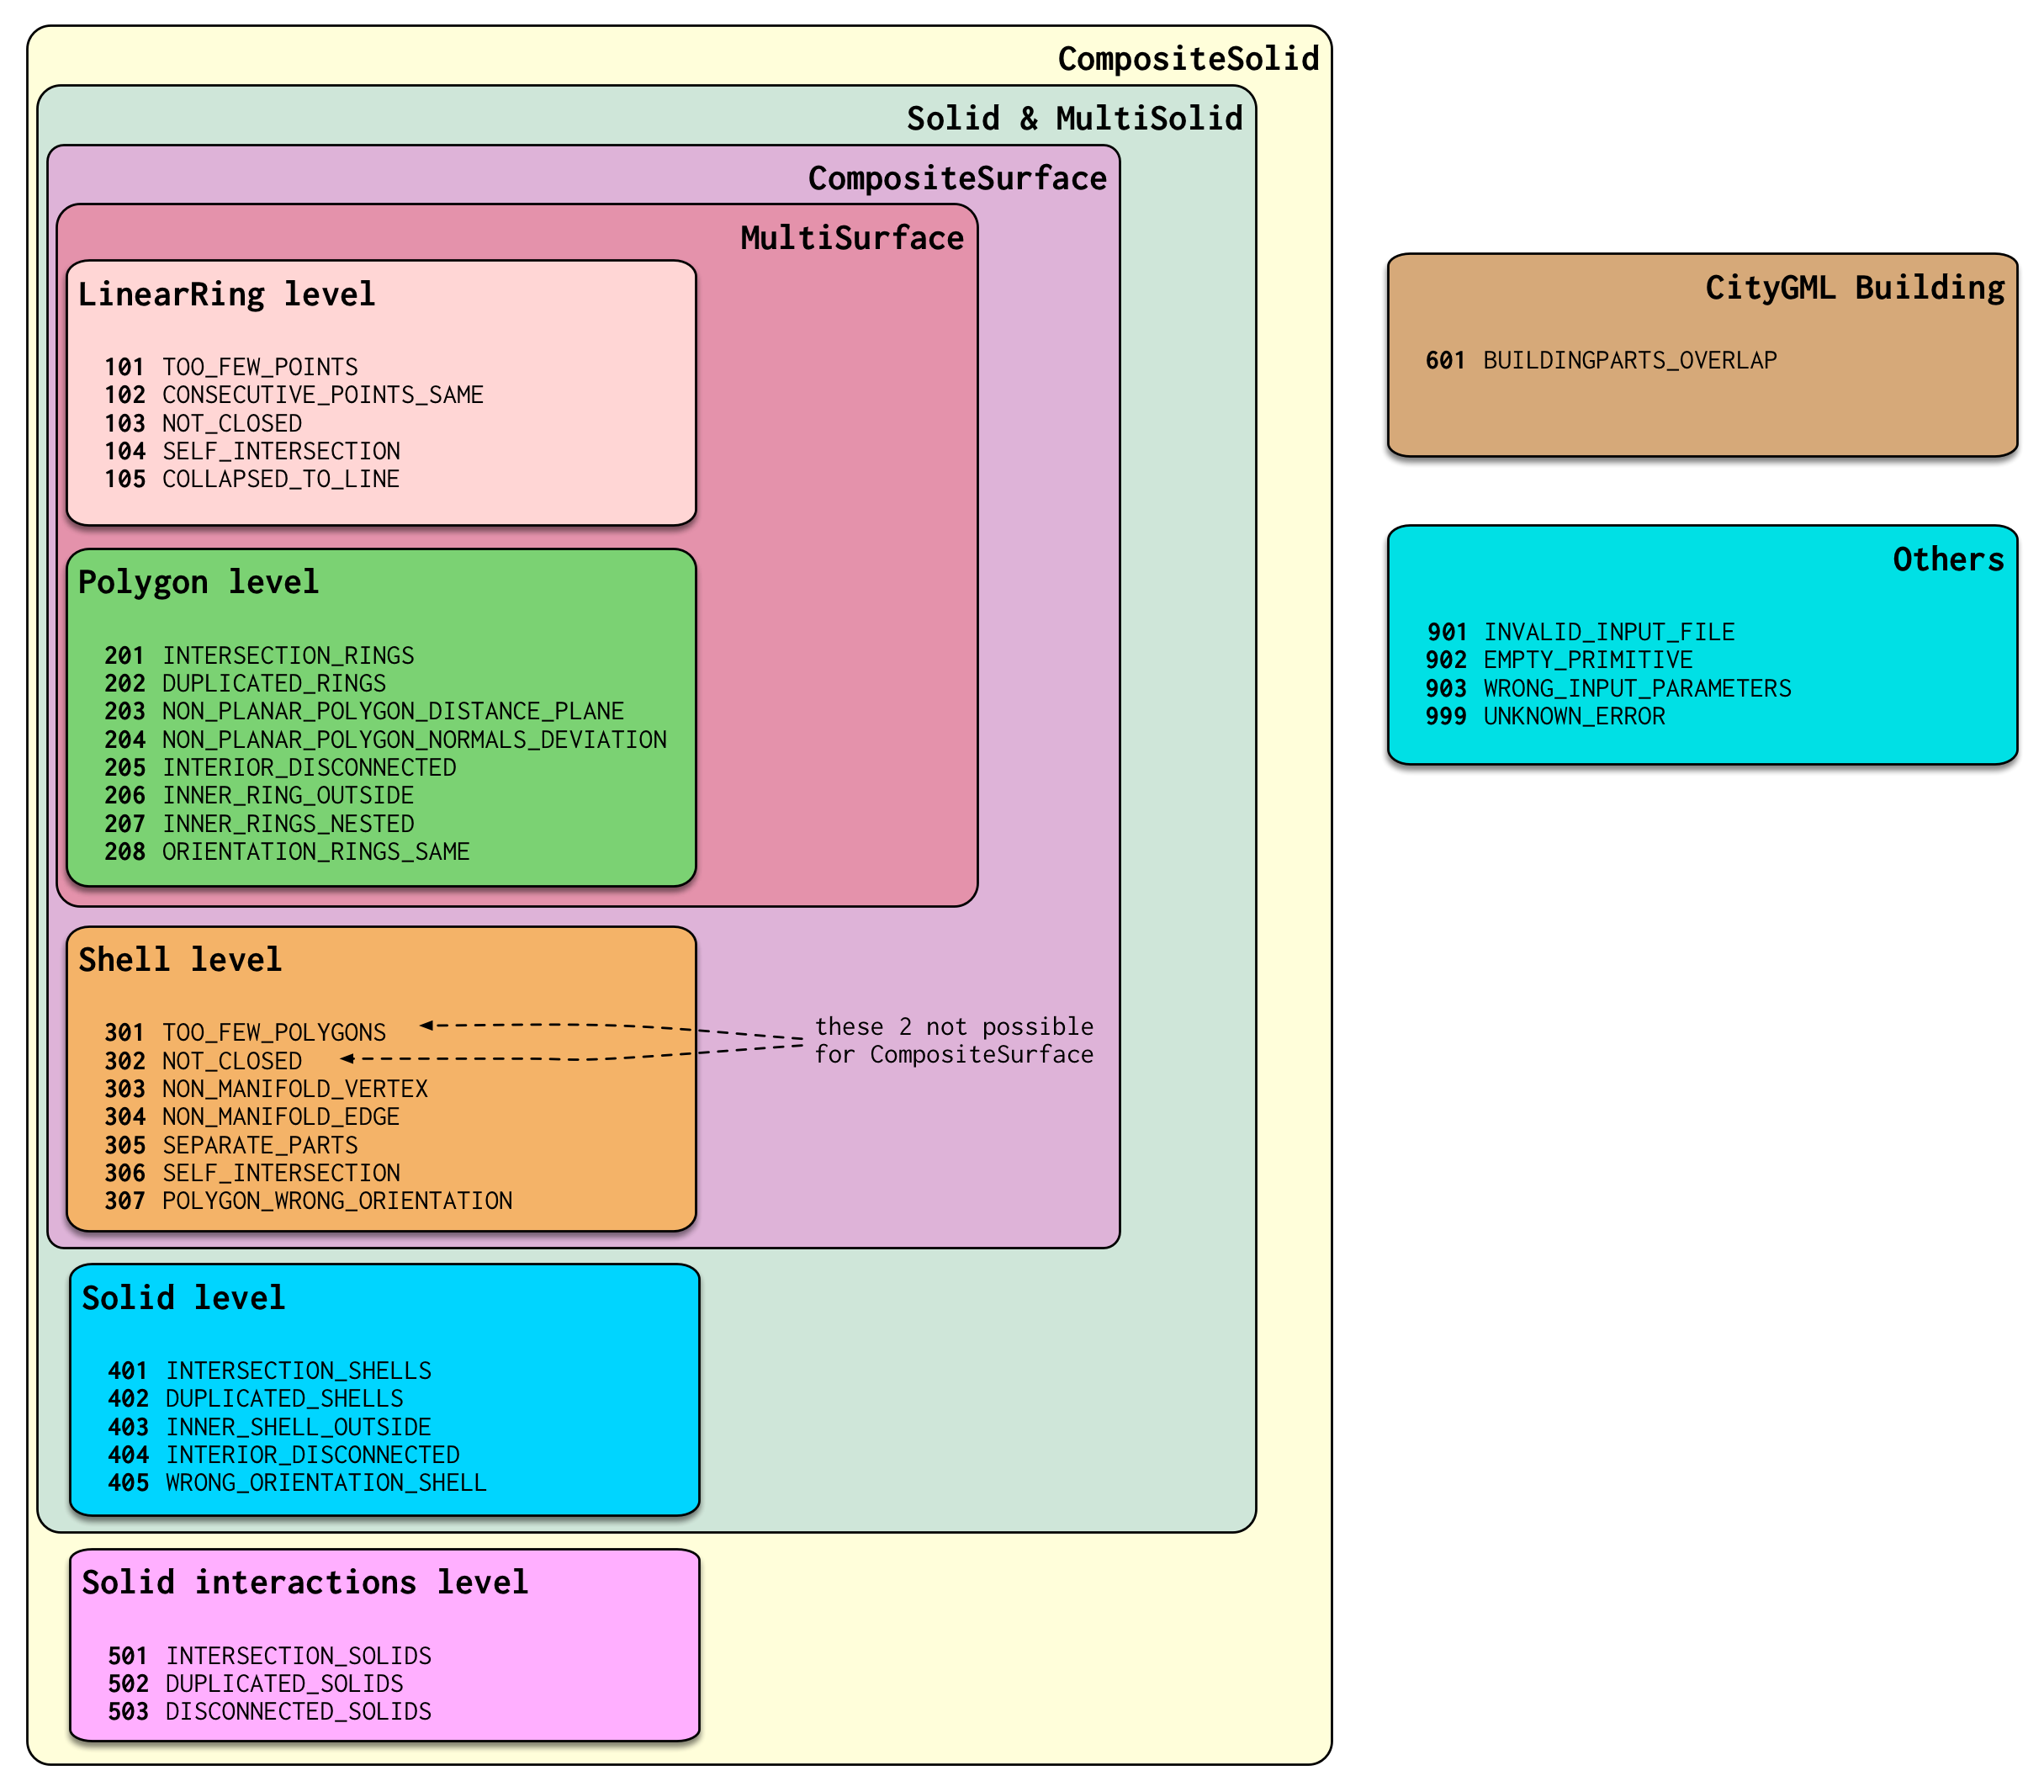 CompositeSolid
Solid & MultiSolid
CompositeSurface
MultiSurface
LinearRing level
101 TOO_FEW_POINTS
102 CONSECUTIVE_POINTS_SAME
103 NOT_CLOSED
104 SELF_INTERSECTION
105 COLLAPSED_TO_LINE
Polygon level
201 INTERSECTION_RINGS
202 DUPLICATED_RINGS
203 NON_PLANAR_POLYGON_DISTANCE_PLANE
204 NON_PLANAR_POLYGON_NORMALS_DEVIATION
205 INTERIOR_DISCONNECTED
206 INNER_RING_OUTSIDE
207 INNER_RINGS_NESTED
208 ORIENTATION_RINGS_SAME
Shell level
301 TOO_FEW_POLYGONS
302 NOT_CLOSED
303 NON_MANIFOLD_VERTEX
304 NON_MANIFOLD_EDGE
305 SEPARATE_PARTS
306 SELF_INTERSECTION
307 POLYGON_WRONG_ORIENTATION
these 2 not possible
for CompositeSurface
Solid level
401 INTERSECTION_SHELLS
402 DUPLICATED_SHELLS
403 INNER_SHELL_OUTSIDE
404 INTERIOR_DISCONNECTED
405 WRONG_ORIENTATION_SHELL
Solid interactions level
501 INTERSECTION_SOLIDS
502 DUPLICATED_SOLIDS
503 DISCONNECTED_SOLIDS
CityGML Building
601 BUILDINGPARTS_OVERLAP
Others
901 INVALID_INPUT_FILE
902 EMPTY_PRIMITIVE
903 WRONG_INPUT_PARAMETERS
999 UNKNOWN_ERROR